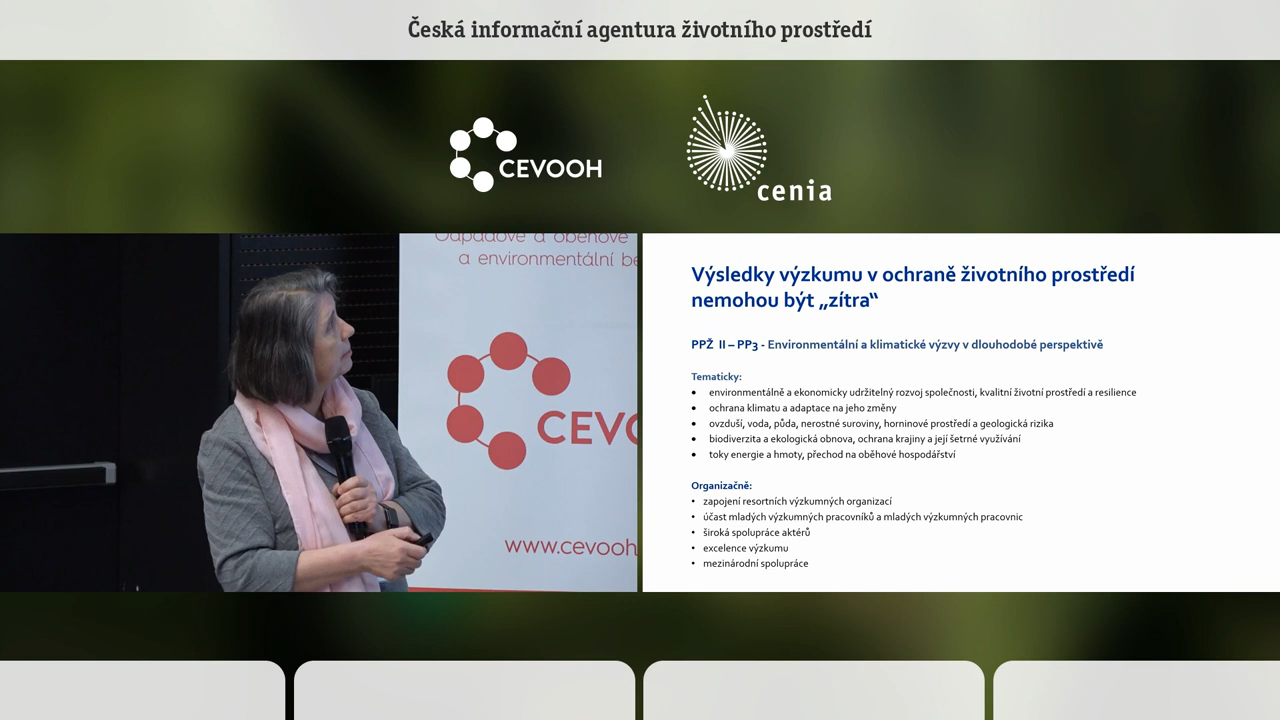 Česká informační agentura životního prostředí
CEVOOH
cenia
Odpadové a oběhové
a environmentální be
CEVO
www.cevooh
Výsledky výzkumu v ochraně životního prostředí
nemohou být „zítra“
PPŽ II – PP3 - Environmentální a klimatické výzvy v dlouhodobé perspektivě
Tematicky:
• environmentálně a ekonomicky udržitelný rozvoj společnosti, kvalitní životní prostředí a resilience
• ochrana klimatu a adaptace na jeho změny
• ovzduší, voda, půda, nerostné suroviny, horninové prostředí a geologická rizika
• biodiverzita a ekologická obnova, ochrana krajiny a její šetrné využívání
• toky energie a hmoty, přechod na oběhové hospodářství
Organizačně:
• zapojení resortních výzkumných organizací
• účast mladých výzkumných pracovníků a mladých výzkumných pracovnic
• široká spolupráce aktérů
• excelence výzkumu
• mezinárodní spolupráce